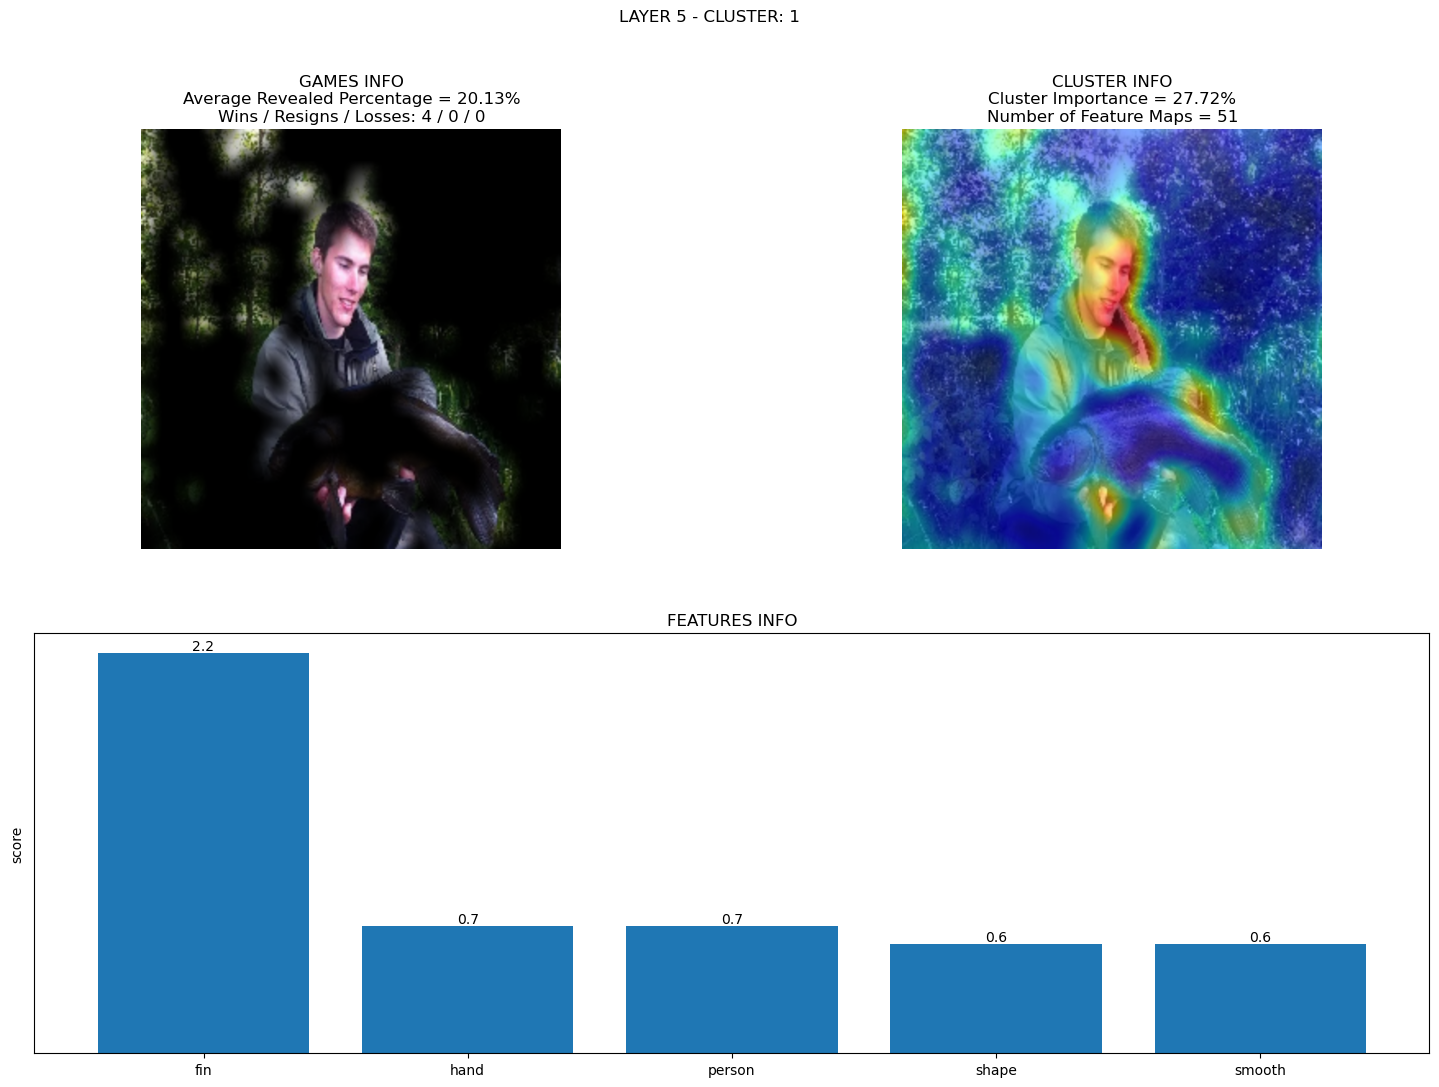 LAYER 5 - CLUSTER: 1
GAMES INFO
Average Revealed Percentage = 20.13%
Wins / Resigns / Losses: 4 / 0 / 0
CLUSTER INFO
Cluster Importance = 27.72%
Number of Feature Maps = 51
FEATURES INFO
score
2.2
0.7
0.7
0.6
0.6
fin
hand
person
shape
smooth